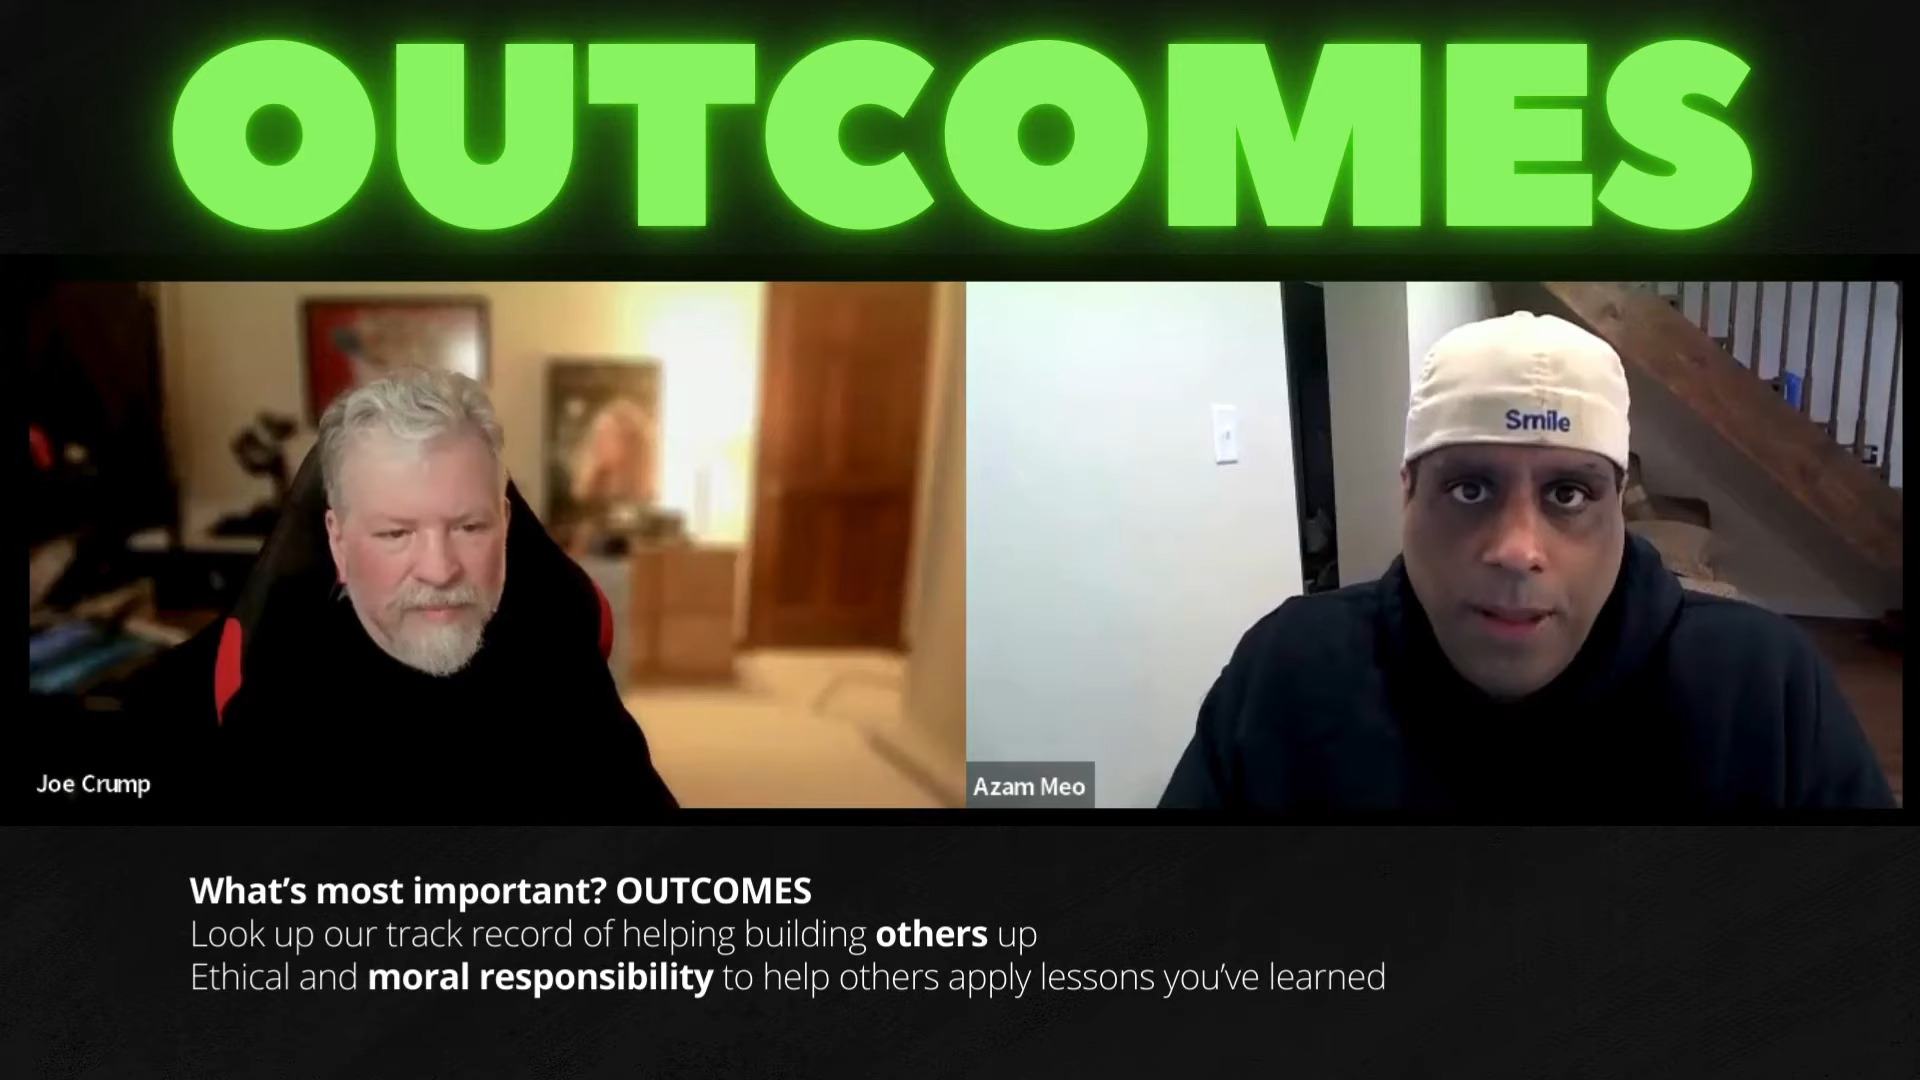 OUTCOMES
Smile
Joe Crump
Azam Meo
What's most important? OUTCOMES
Look up our track record of helping building others up
Ethical and moral responsibility to help others apply lessons you've learned